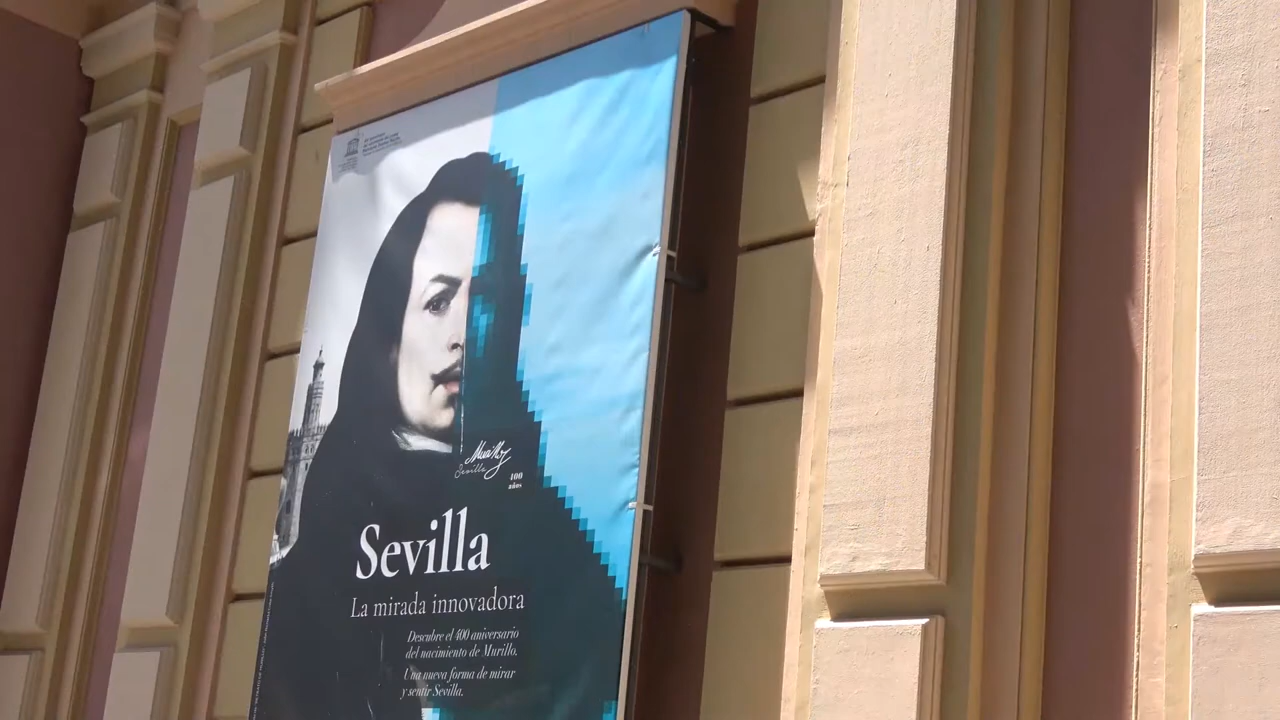 Murillo
Sevilla
400
años
Sevilla
La mirada innovadora
Descubre el 400 aniversario
del nacimiento de Murillo.
Una nueva forma de mirar
y sentir Sevilla.